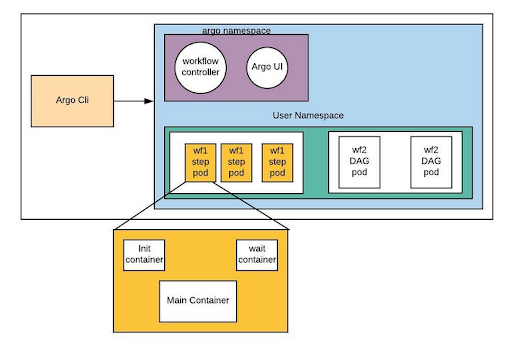 argo namespace
workflow
controller
Argo UI
Argo Cli
User Namespace
wf1
step
pod
wf1
step
pod
wf1
step
pod
wf2
DAG
pod
wf2
DAG
pod
Init
container
wait
container
Main Container